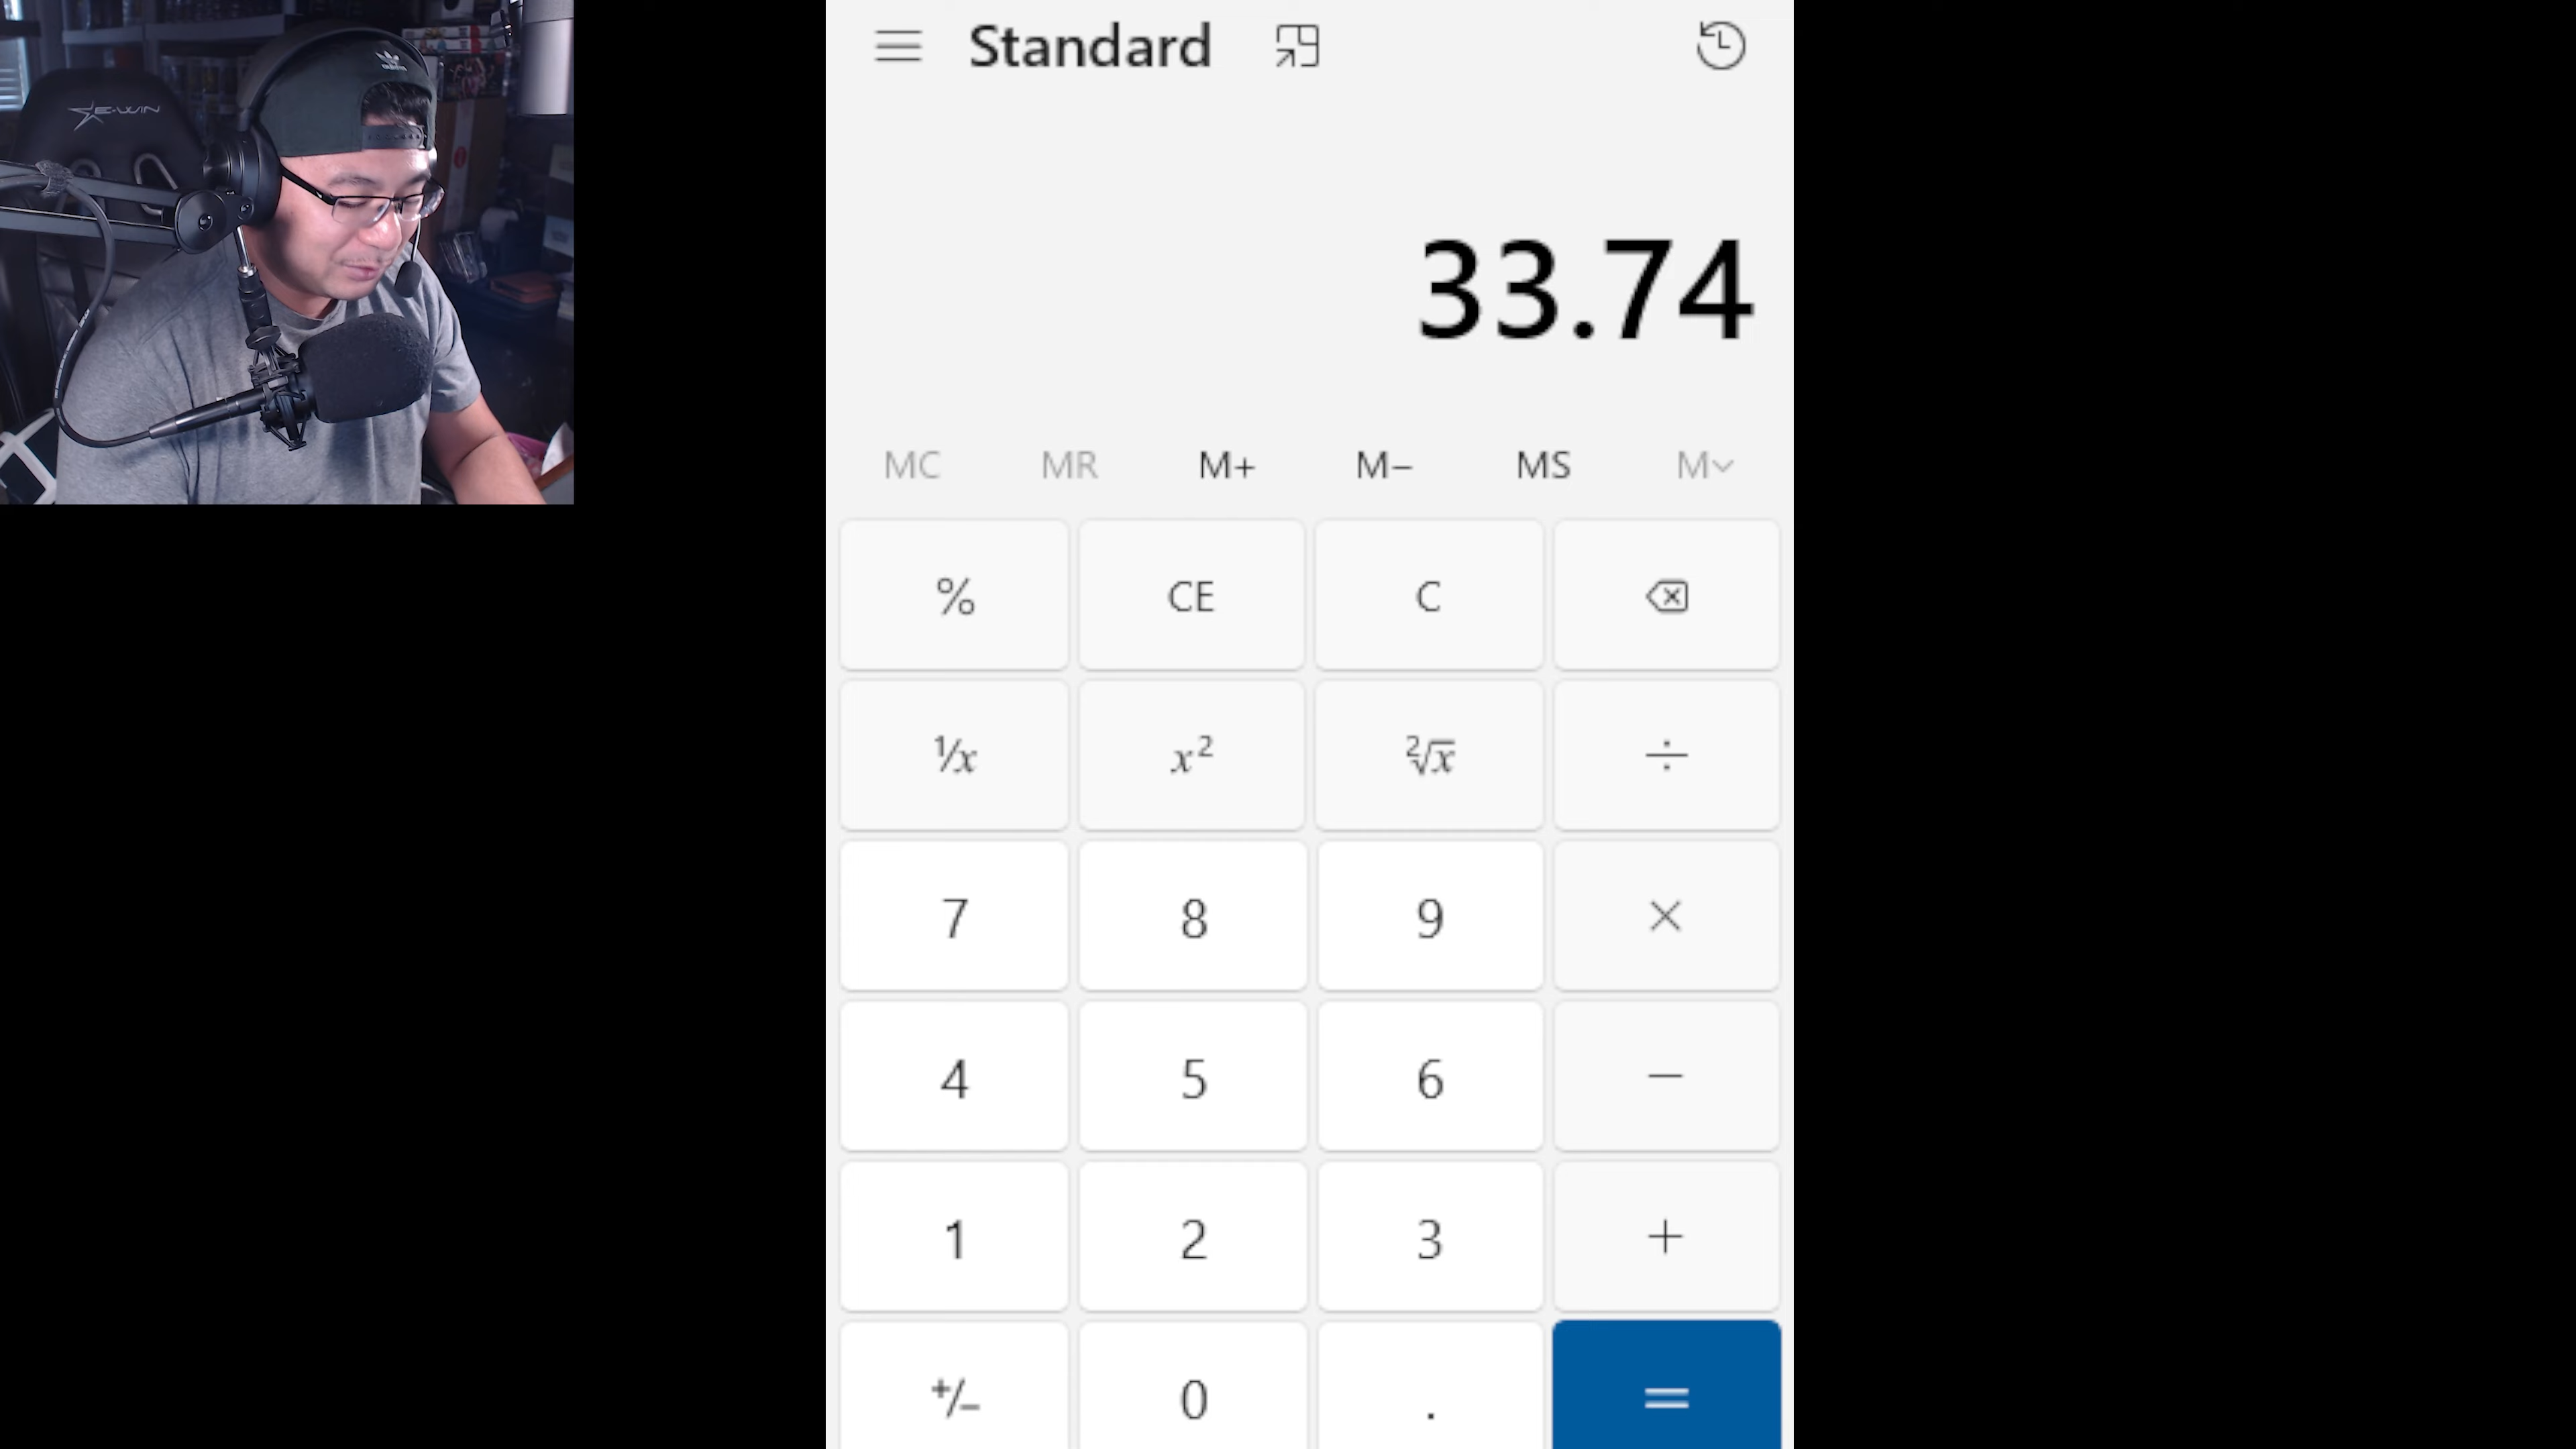 E-WIN
Standard
33.74
MC MR M+ M− MS M
% CE C
¹/x x² ²√x ÷
7 8 9 ×
4 5 6 −
1 2 3 +
+/− 0 . =